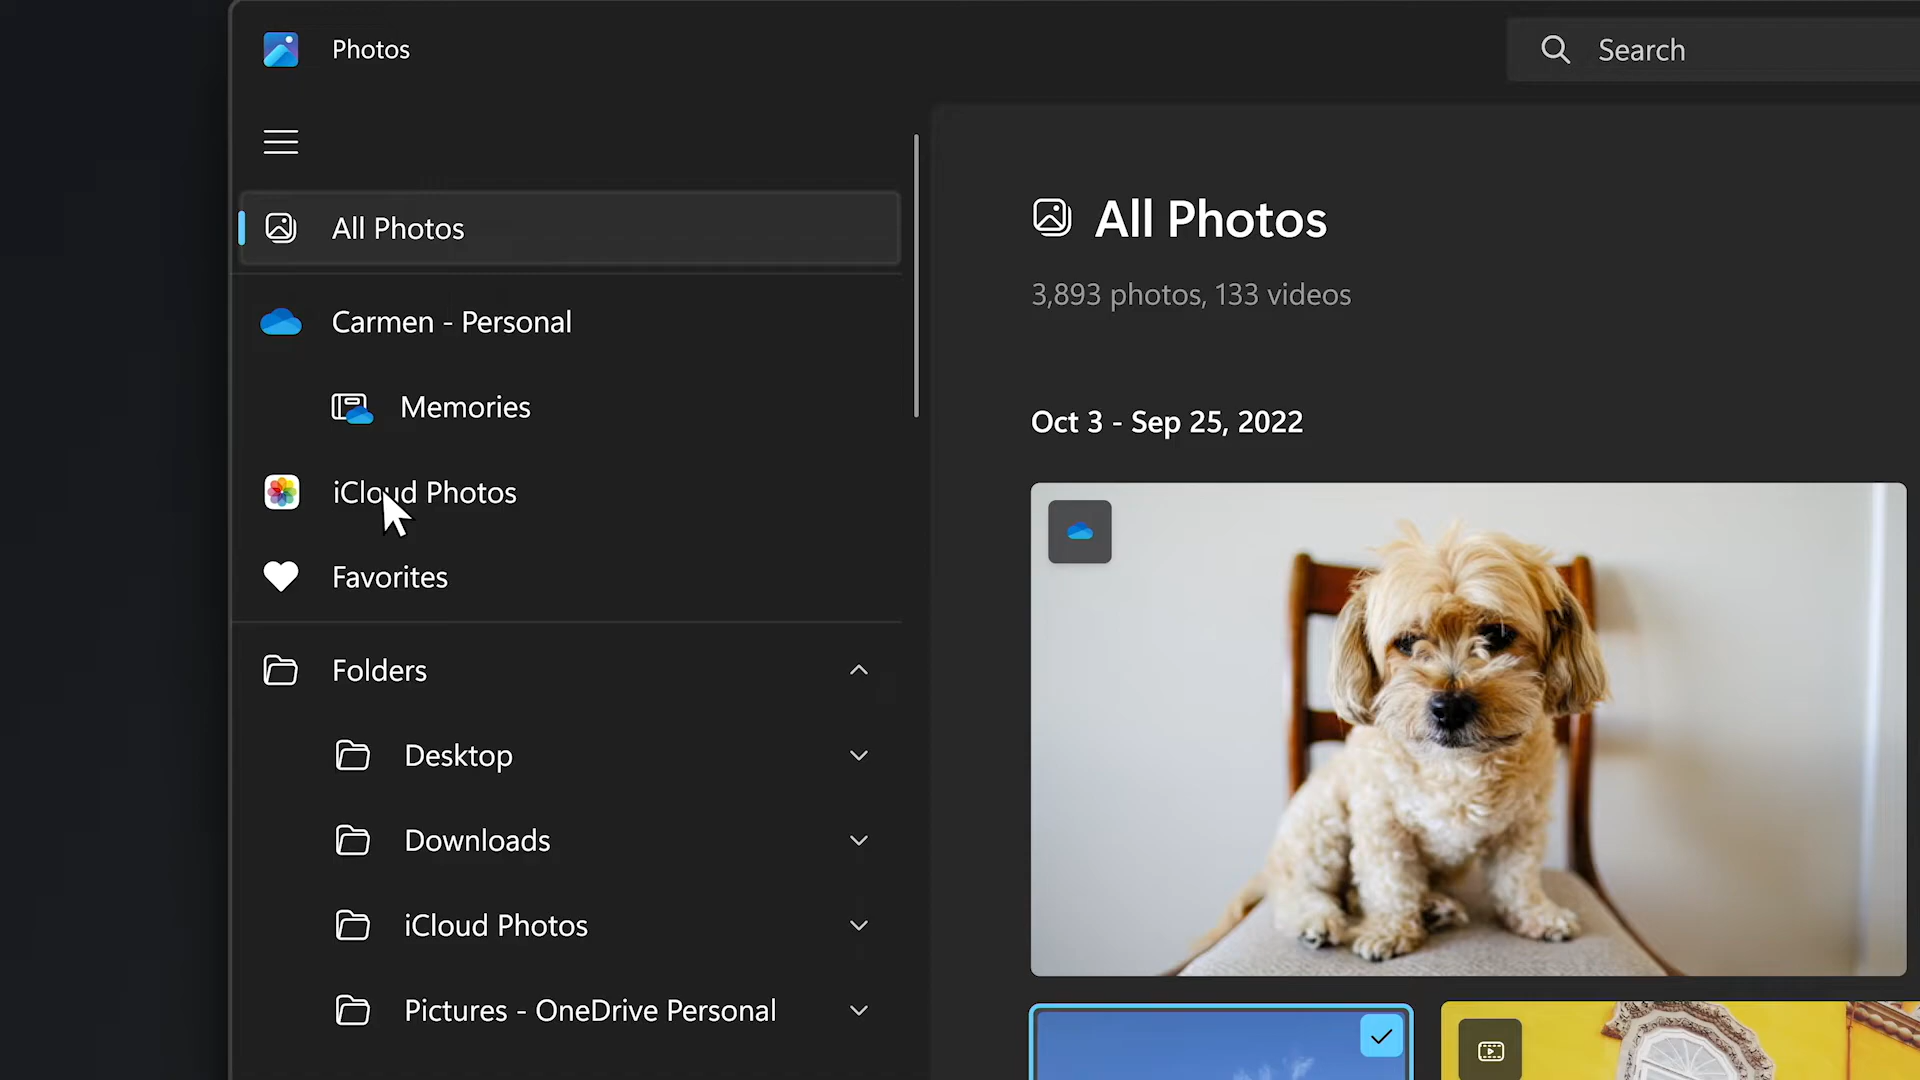 Photos
Search
All Photos
Carmen - Personal
Memories
iCloud Photos
Favorites
Folders
Desktop
Downloads
iCloud Photos
Pictures - OneDrive Personal
All Photos
3,893 photos, 133 videos
Oct 3 - Sep 25, 2022